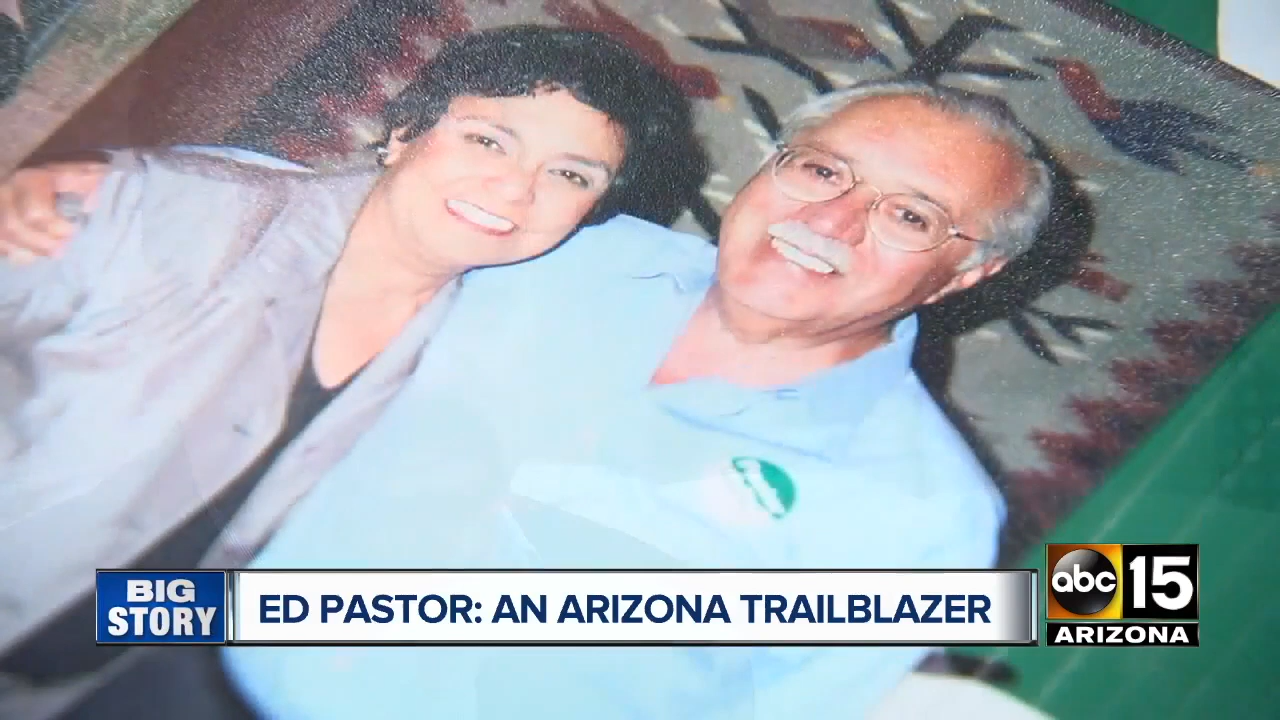 BIG
STORY
ED PASTOR: AN ARIZONA TRAILBLAZER
abc 15
ARIZONA